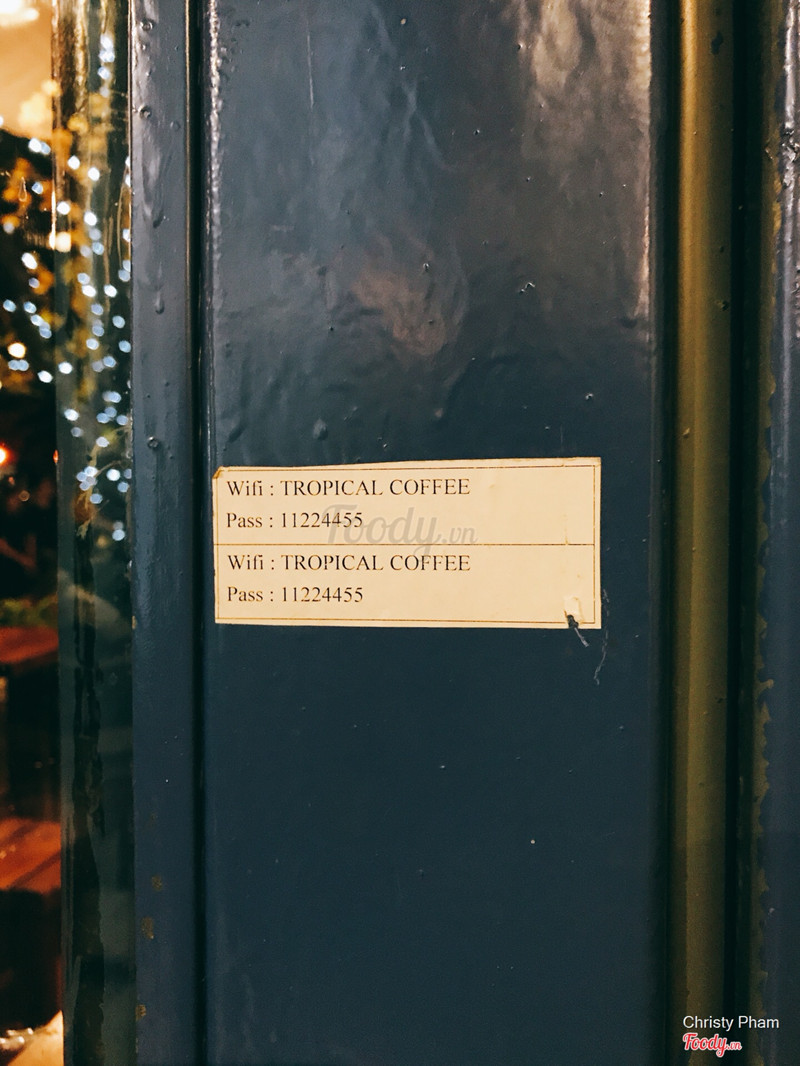 Wifi : TROPICAL COFFEE
Pass : 11224455
Foody.vn
Wifi : TROPICAL COFFEE
Pass : 11224455
Christy Pham
Foody.vn